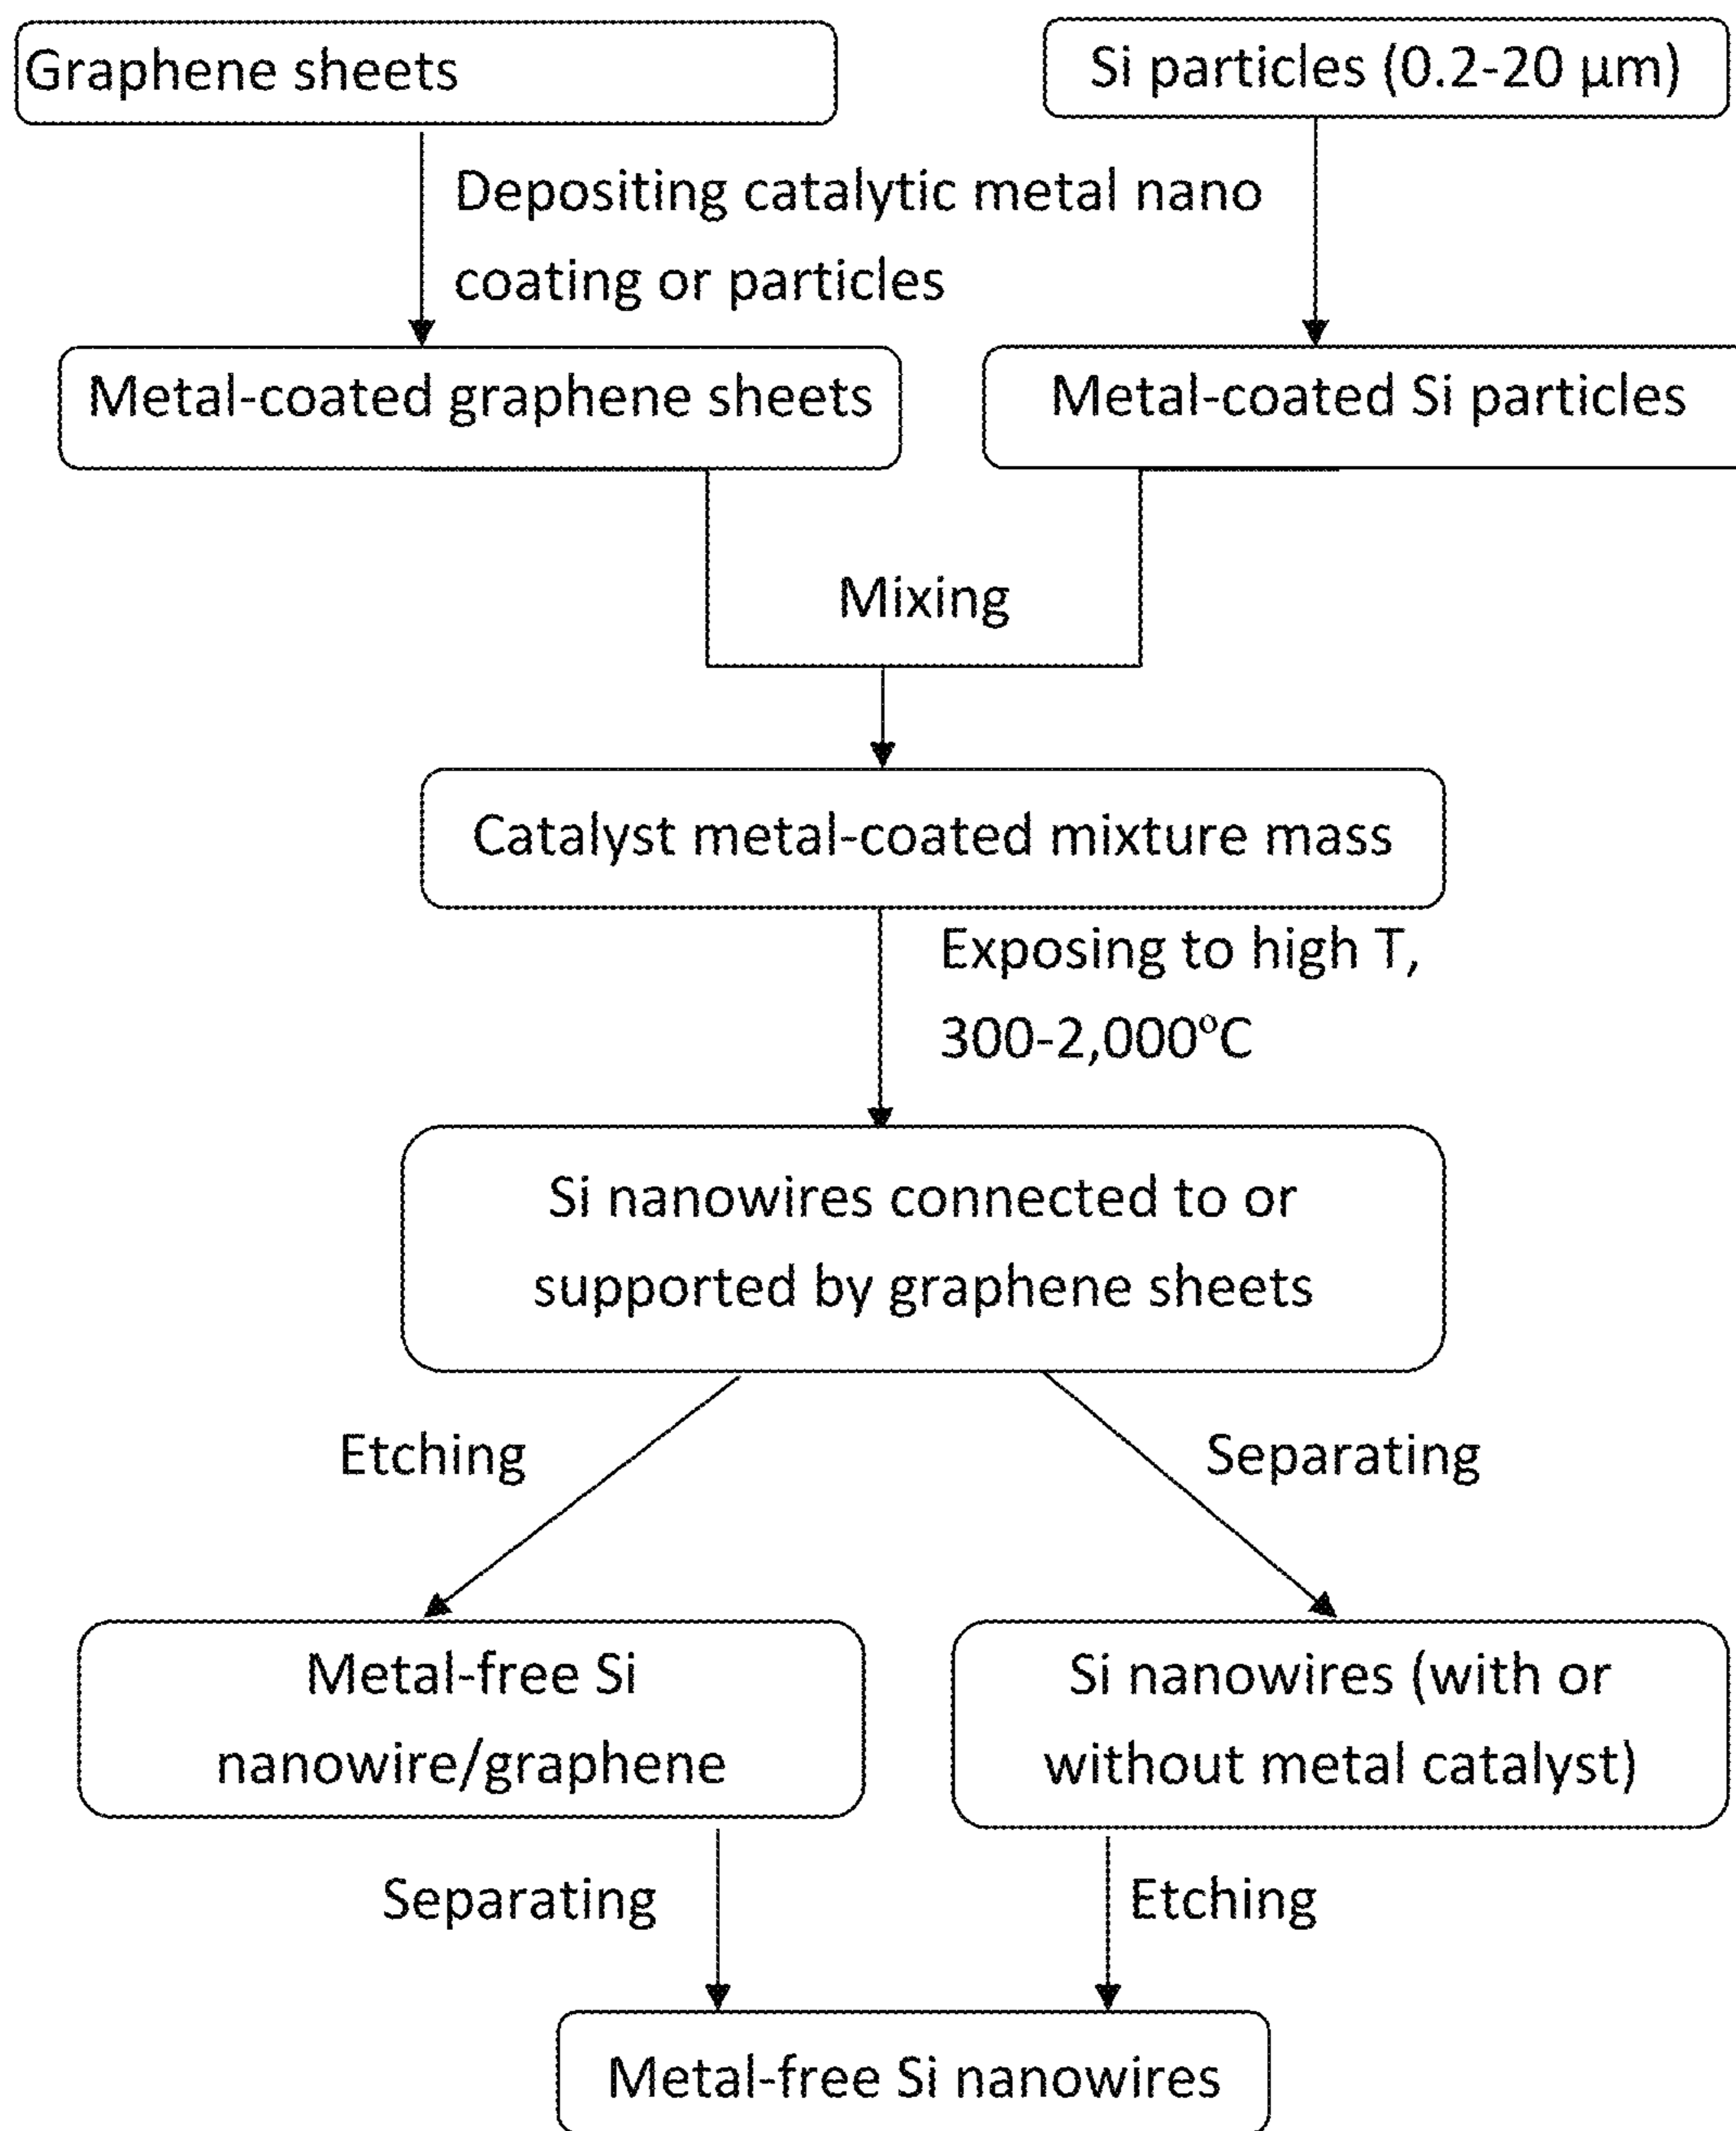 Graphene sheets
Si particles (0.2-20 µm)
Depositing catalytic metal nano
coating or particles
Metal-coated graphene sheets
Metal-coated Si particles
Mixing
Catalyst metal-coated mixture mass
Exposing to high T,
300-2,000ºC
Si nanowires connected to or
supported by graphene sheets
Etching
Separating
Metal-free Si
nanowire/graphene
Si nanowires (with or
without metal catalyst)
Separating
Etching
Metal-free Si nanowires